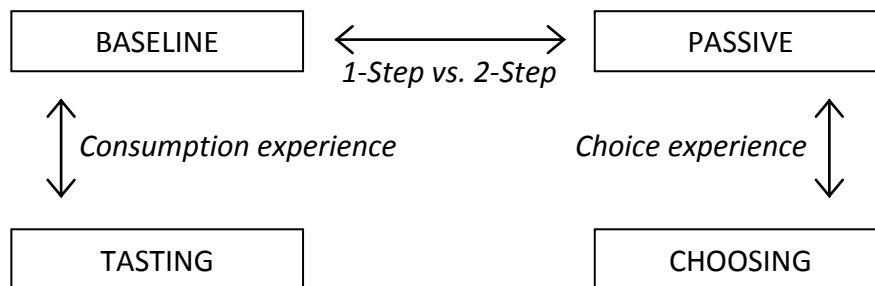 BASELINE
PASSIVE
1-Step vs. 2-Step
Consumption experience
Choice experience
TASTING
CHOOSING